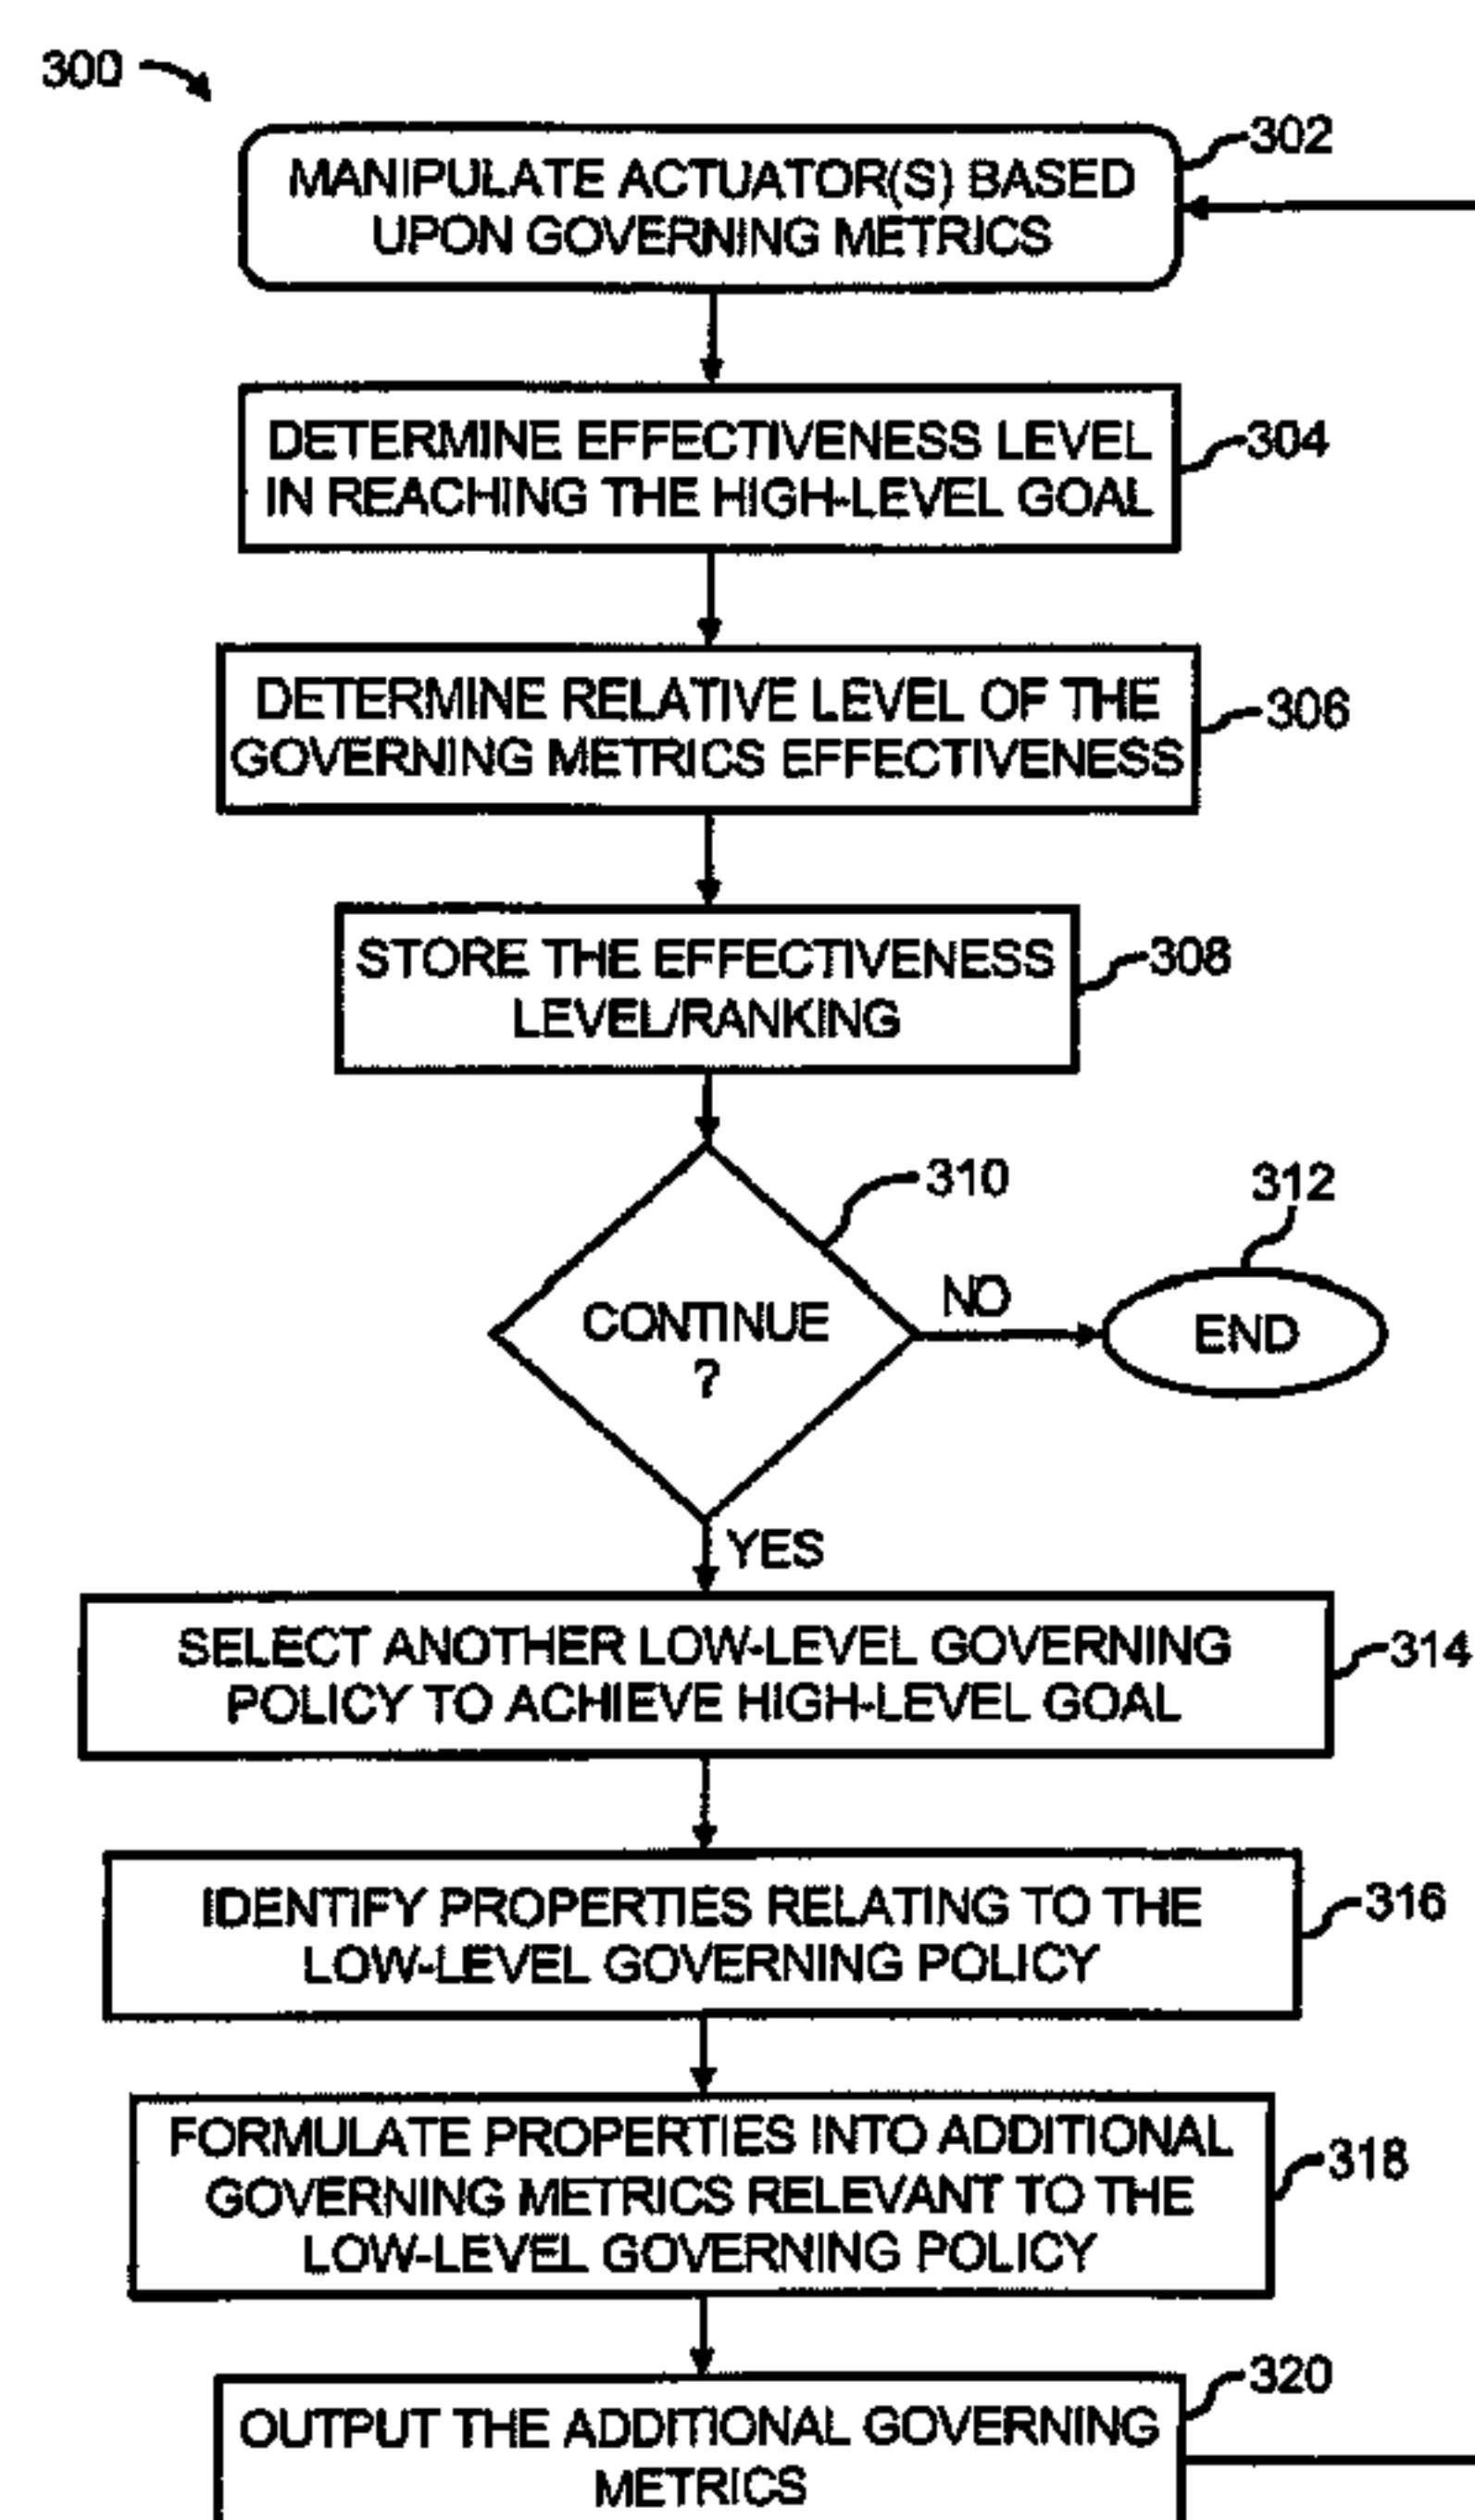 300
302
MANIPULATE ACTUATOR(S) BASED
UPON GOVERNING METRICS
304
DETERMINE EFFECTIVENESS LEVEL
IN REACHING THE HIGH-LEVEL GOAL
306
DETERMINE RELATIVE LEVEL OF THE
GOVERNING METRICS EFFECTIVENESS
308
STORE THE EFFECTIVENESS
LEVEL/RANKING
310
312
CONTINUE
?
NO
END
YES
314
SELECT ANOTHER LOW-LEVEL GOVERNING
POLICY TO ACHIEVE HIGH-LEVEL GOAL
316
IDENTIFY PROPERTIES RELATING TO THE
LOW-LEVEL GOVERNING POLICY
318
FORMULATE PROPERTIES INTO ADDITIONAL
GOVERNING METRICS RELEVANT TO THE
LOW-LEVEL GOVERNING POLICY
320
OUTPUT THE ADDITIONAL GOVERNING
METRICS